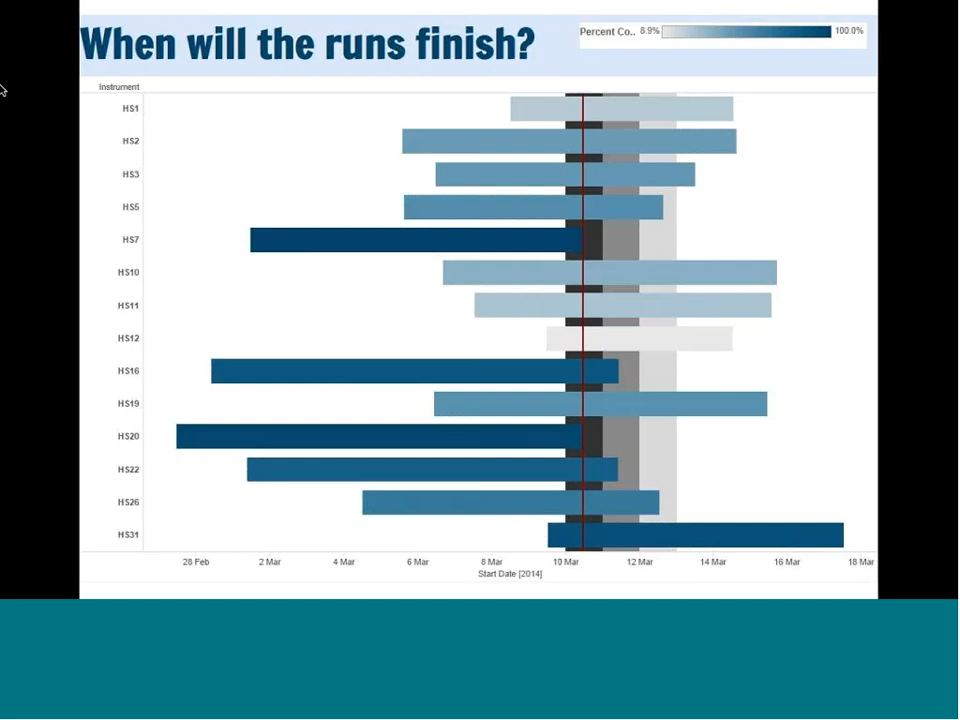 When will the runs finish?
Percent Co.. 8.9% 100.0%
Instrument
HS1
HS2
HS3
HS5
HS7
HS10
HS11
HS12
HS16
HS19
HS20
HS22
HS26
HS31
28 Feb 2 Mar 4 Mar 6 Mar 8 Mar 10 Mar 12 Mar 14 Mar 16 Mar 18 Mar
Start Date [2014]